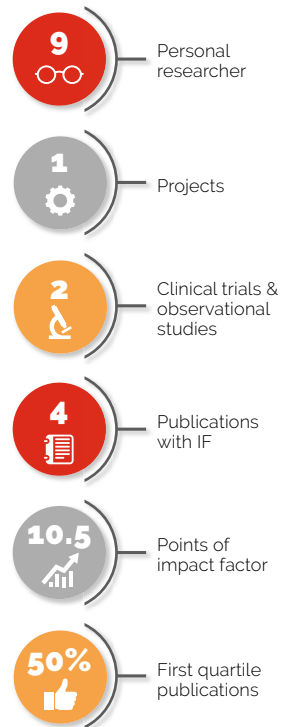 9
Personal
researcher
1
Projects
2
Clinical trials &
observational
studies
4
Publications
with IF
10.5
Points of
impact factor
50%
First quartile
publications